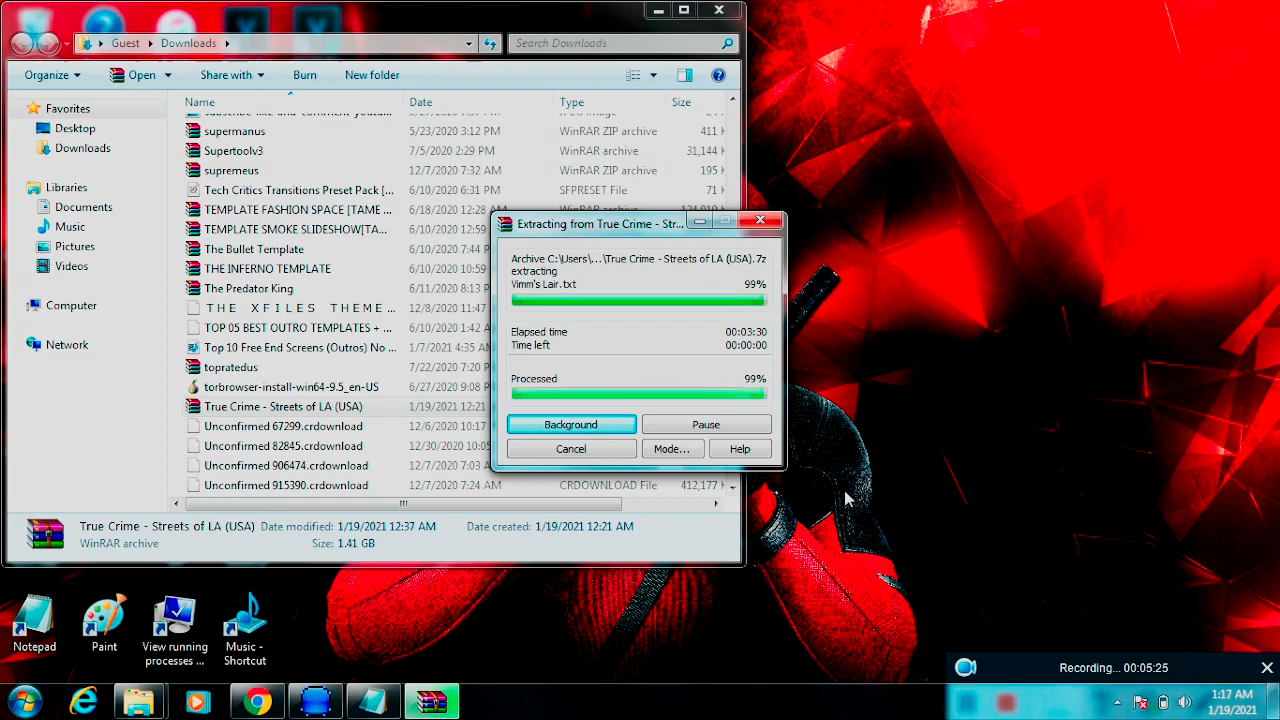 Guest Downloads
Search Downloads
Organize Open Share with Burn New folder
Name Date Type Size
Favorites
Desktop
Downloads
Libraries
Documents
Music
Pictures
Videos
Computer
Network
supermanus 5/23/2020 3:12 PM WinRAR ZIP archive 411 K
Supertoolv3 7/5/2020 2:29 PM WinRAR archive 31,144 K
supremeus 12/7/2020 7:32 AM WinRAR ZIP archive 195 K
Tech Critics Transitions Preset Pack [... 6/10/2020 6:31 PM SFPRESET File 71 K
TEMPLATE FASHION SPACE [TAME ... 6/18/2020 12:28 AM WinRAR archive
TEMPLATE SMOKE SLIDESHOW[TA... 6/10/2020 12:59
The Bullet Template 6/10/2020 7:44 P
THE INFERNO TEMPLATE 6/10/2020 10:59
The Predator King 6/11/2020 8:13 P
T H E X F I L E S T H E M E ... 12/8/2020 11:47
TOP 05 BEST OUTRO TEMPLATES + ... 6/10/2020 1:42 A
Top 10 Free End Screens (Outros) No ... 1/7/2021 4:35 AM
topratedus 7/22/2020 7:20 P
torbrowser-install-win64-9.5_en-US 6/27/2020 9:08
True Crime - Streets of LA (USA) 1/19/2021 12:21
Unconfirmed 67299.crdownload 12/6/2020 10:17
Unconfirmed 82845.crdownload 12/30/2020 10:05
Unconfirmed 906474.crdownload 12/7/2020 7:03 A
Unconfirmed 915390.crdownload 12/7/2020 7:24 AM CRDOWNLOAD File 412,177 K
Extracting from True Crime - Str...
Archive C:\Users\...\True Crime - Streets of LA (USA).7z
extracting
Vimm's Lair.txt 99%
Elapsed time 00:03:30
Time left 00:00:00
Processed 99%
Background Pause
Cancel Mode... Help
True Crime - Streets of LA (USA) Date modified: 1/19/2021 12:37 AM Date created: 1/19/2021 12:21 AM
WinRAR archive Size: 1.41 GB
Notepad
Paint
View running
processes ...
Music -
Shortcut
Recording... 00:05:25
1:17 AM
1/19/2021